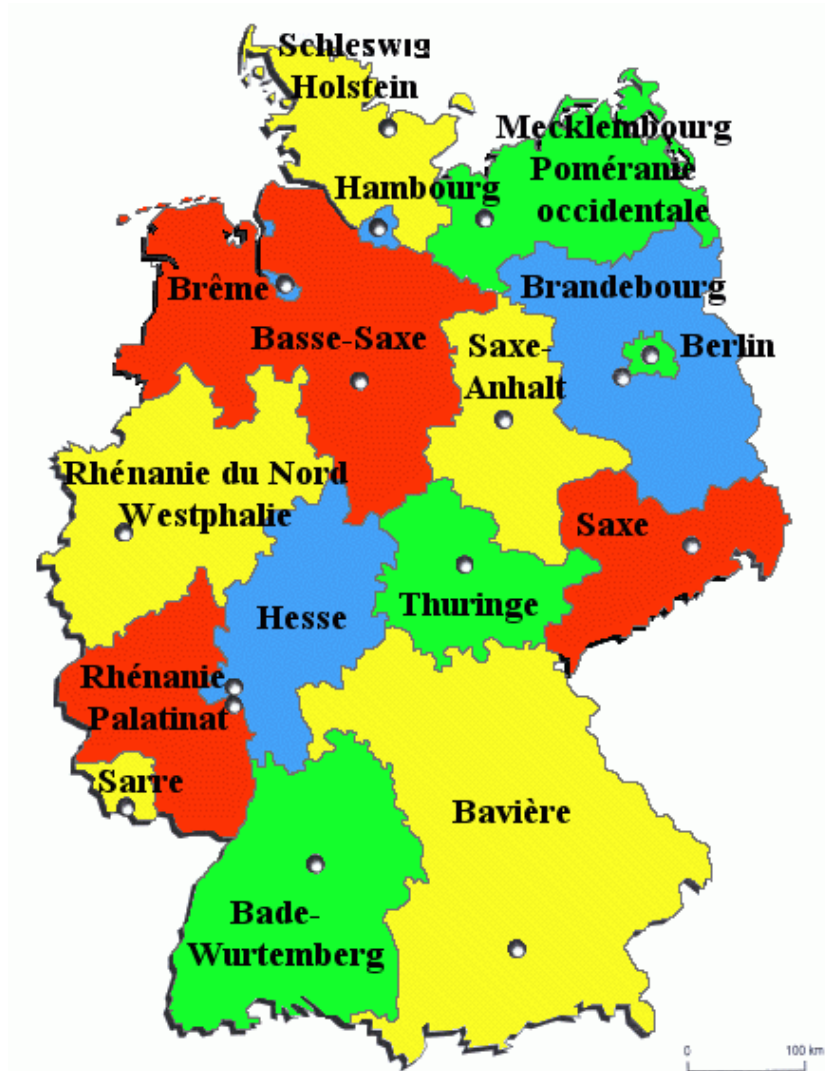 Schleswig
Holstein
Mecklembourg
Poméranie
occidentale
Hambourg
Brême
Brandebourg
Basse-Saxe
Saxe-
Anhalt
Berlin
Rhénanie du Nord
Westphalie
Saxe
Hesse
Thuringe
Rhénanie
Palatinat
Sarre
Bavière
Bade-
Wurtemberg
0 100 km